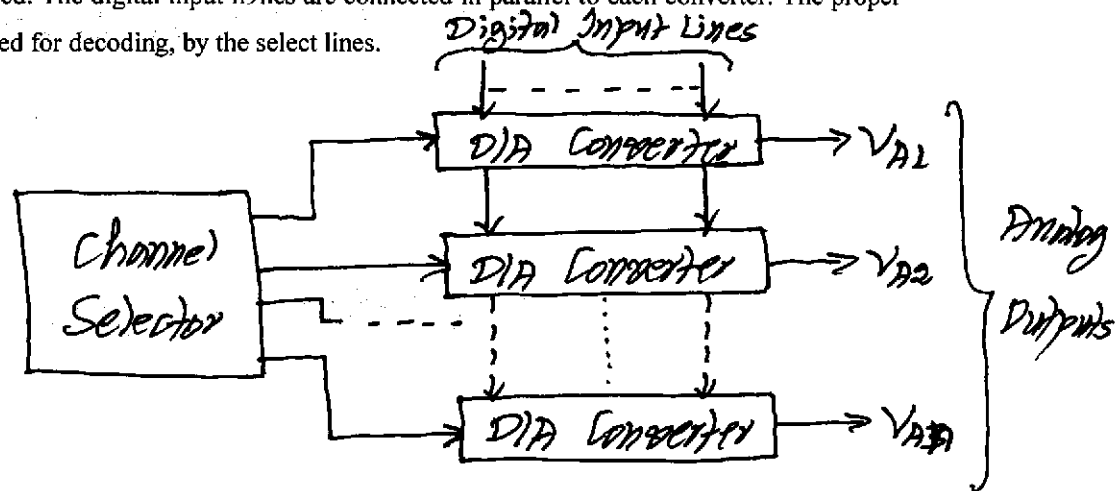 ed. The digital input lines are connected in parallel to each converter. The proper
ed for decoding, by the select lines.
Digital Input Lines
D/A Converter
VA1
Channel
Selector
D/A Converter
VA2
Analog
Outputs
D/A Converter